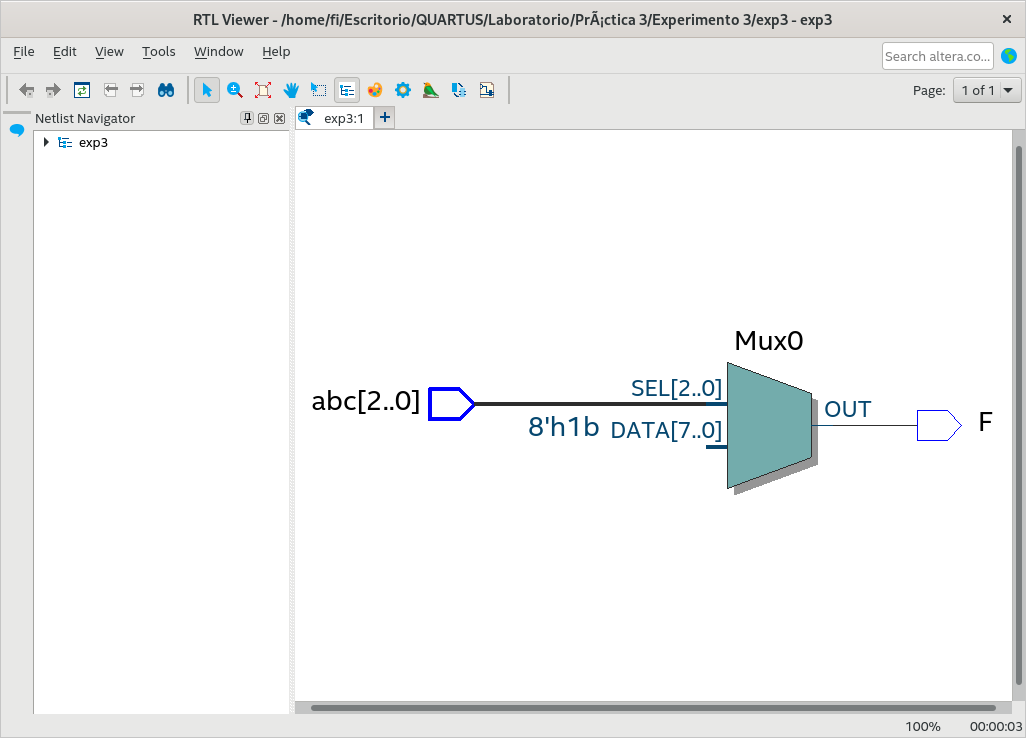 RTL Viewer - /home/fi/Escritorio/QUARTUS/Laboratorio/PrÃ¡ctica 3/Experimento 3/exp3 - exp3
File Edit View Tools Window Help
Search altera.co...
Page: 1 of 1
Netlist Navigator
exp3:1
exp3
Mux0
abc[2..0]
SEL[2..0]
8'h1b DATA[7..0]
OUT
F
100% 00:00:03